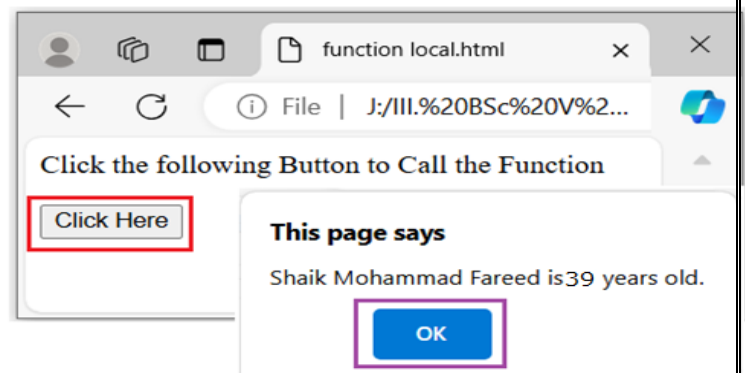 function local.html
File | J:/III.%20BSc%20V%2...
Click the following Button to Call the Function
Click Here
This page says
Shaik Mohammad Fareed is39 years old.
OK